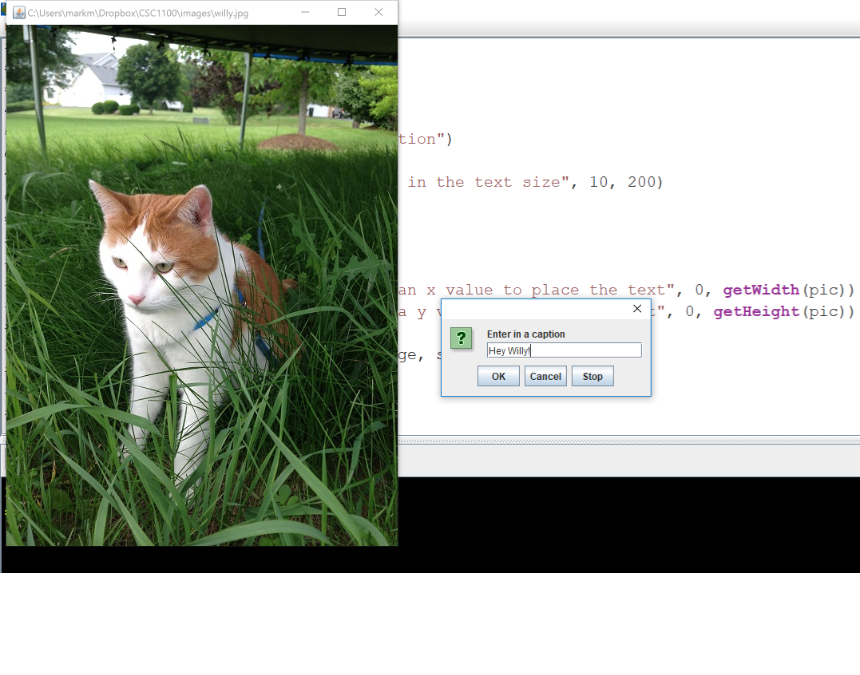 C:\Users\markm\Dropbox\CSC1100\images\willy.jpg
tion")
in the text size", 10, 200)
an x value to place the text", 0, getWidth(pic))
a y v
t", 0, getHeight(pic))
ge, s
?
Enter in a caption
Hey Willy!
OK
Cancel
Stop